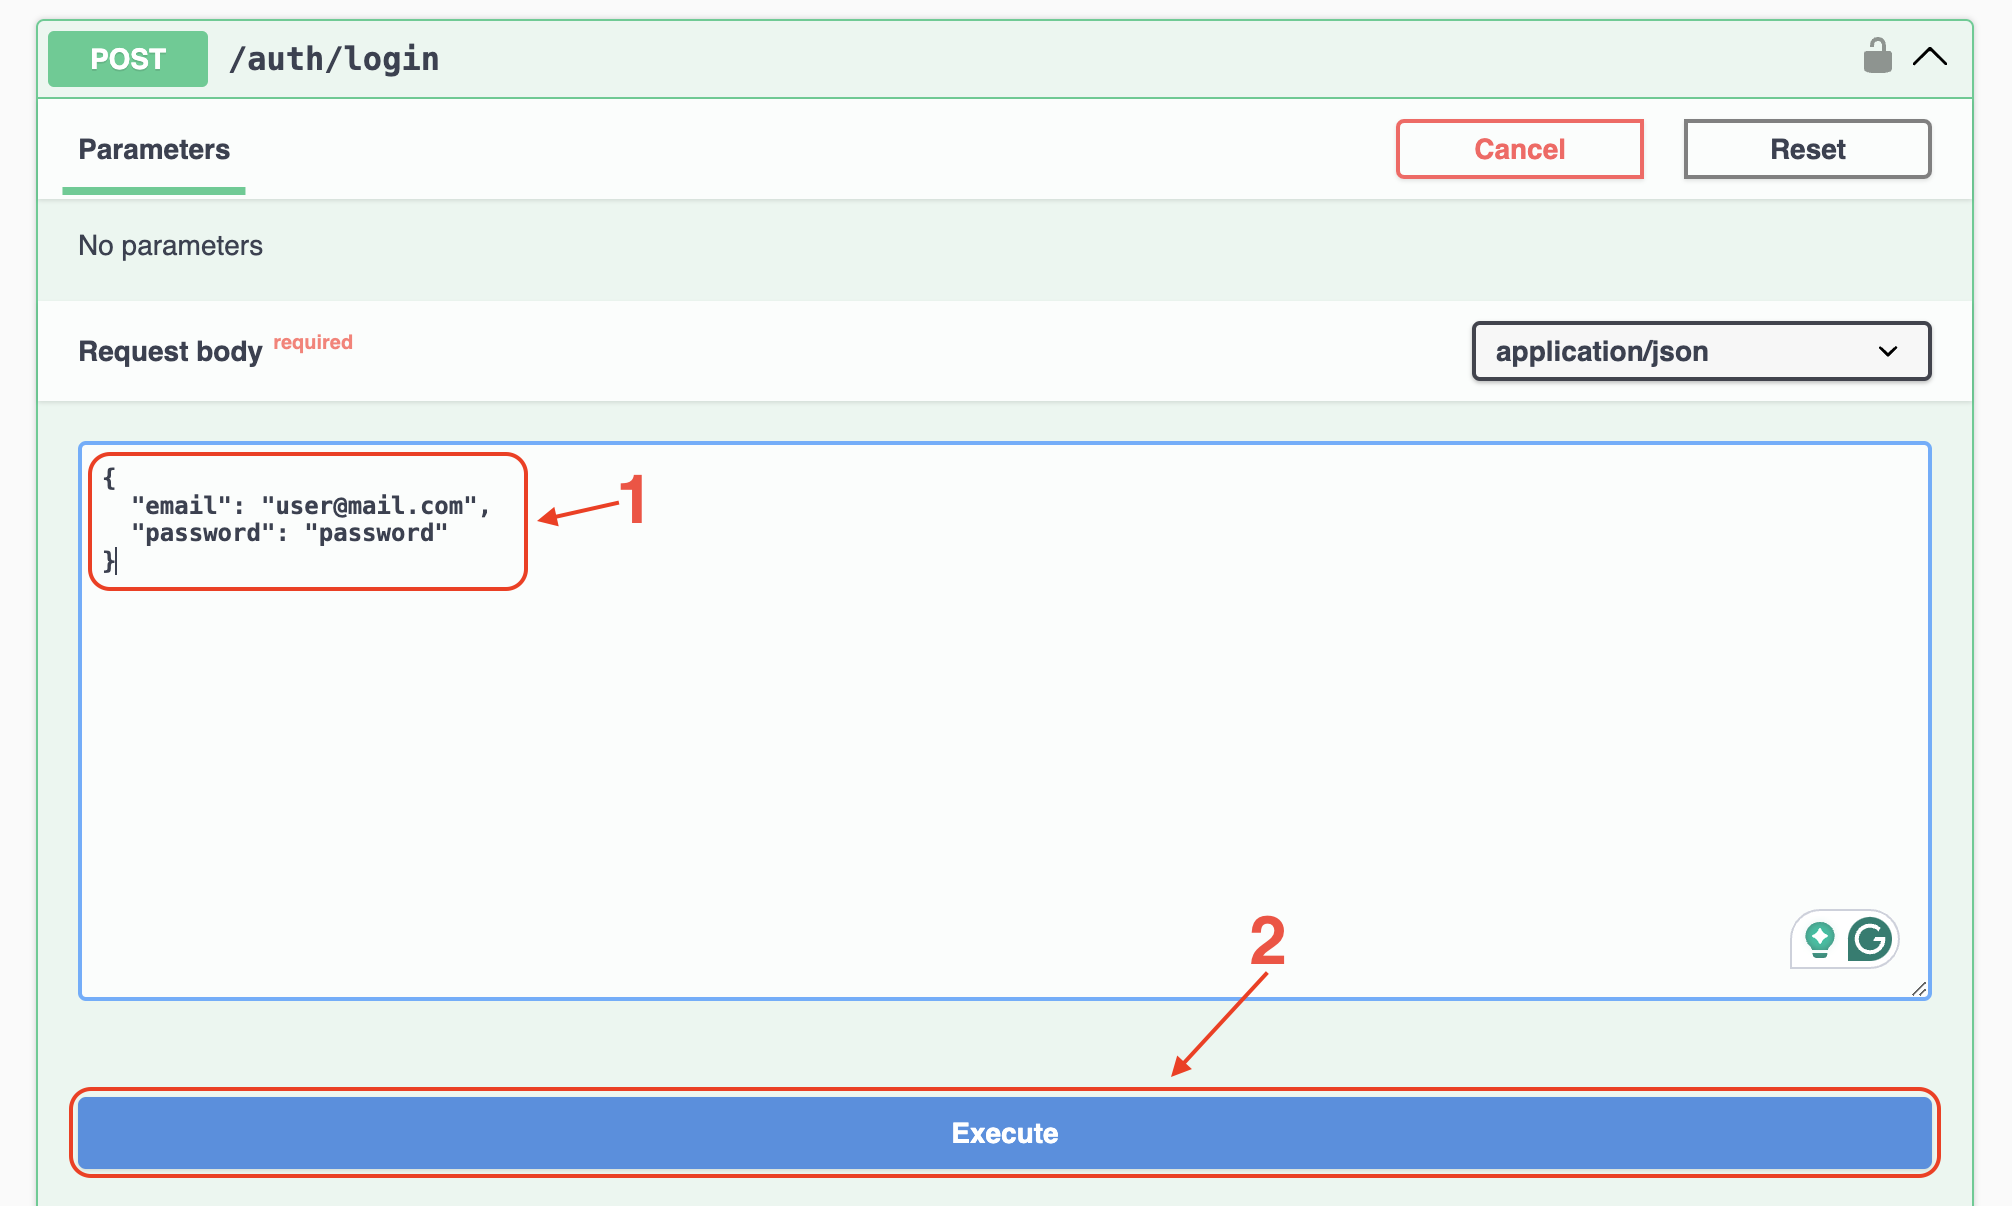 POST /auth/login
Parameters Cancel Reset
No parameters
Request body required application/json
{
  "email": "user@mail.com",
  "password": "password"
}
1
2
Execute